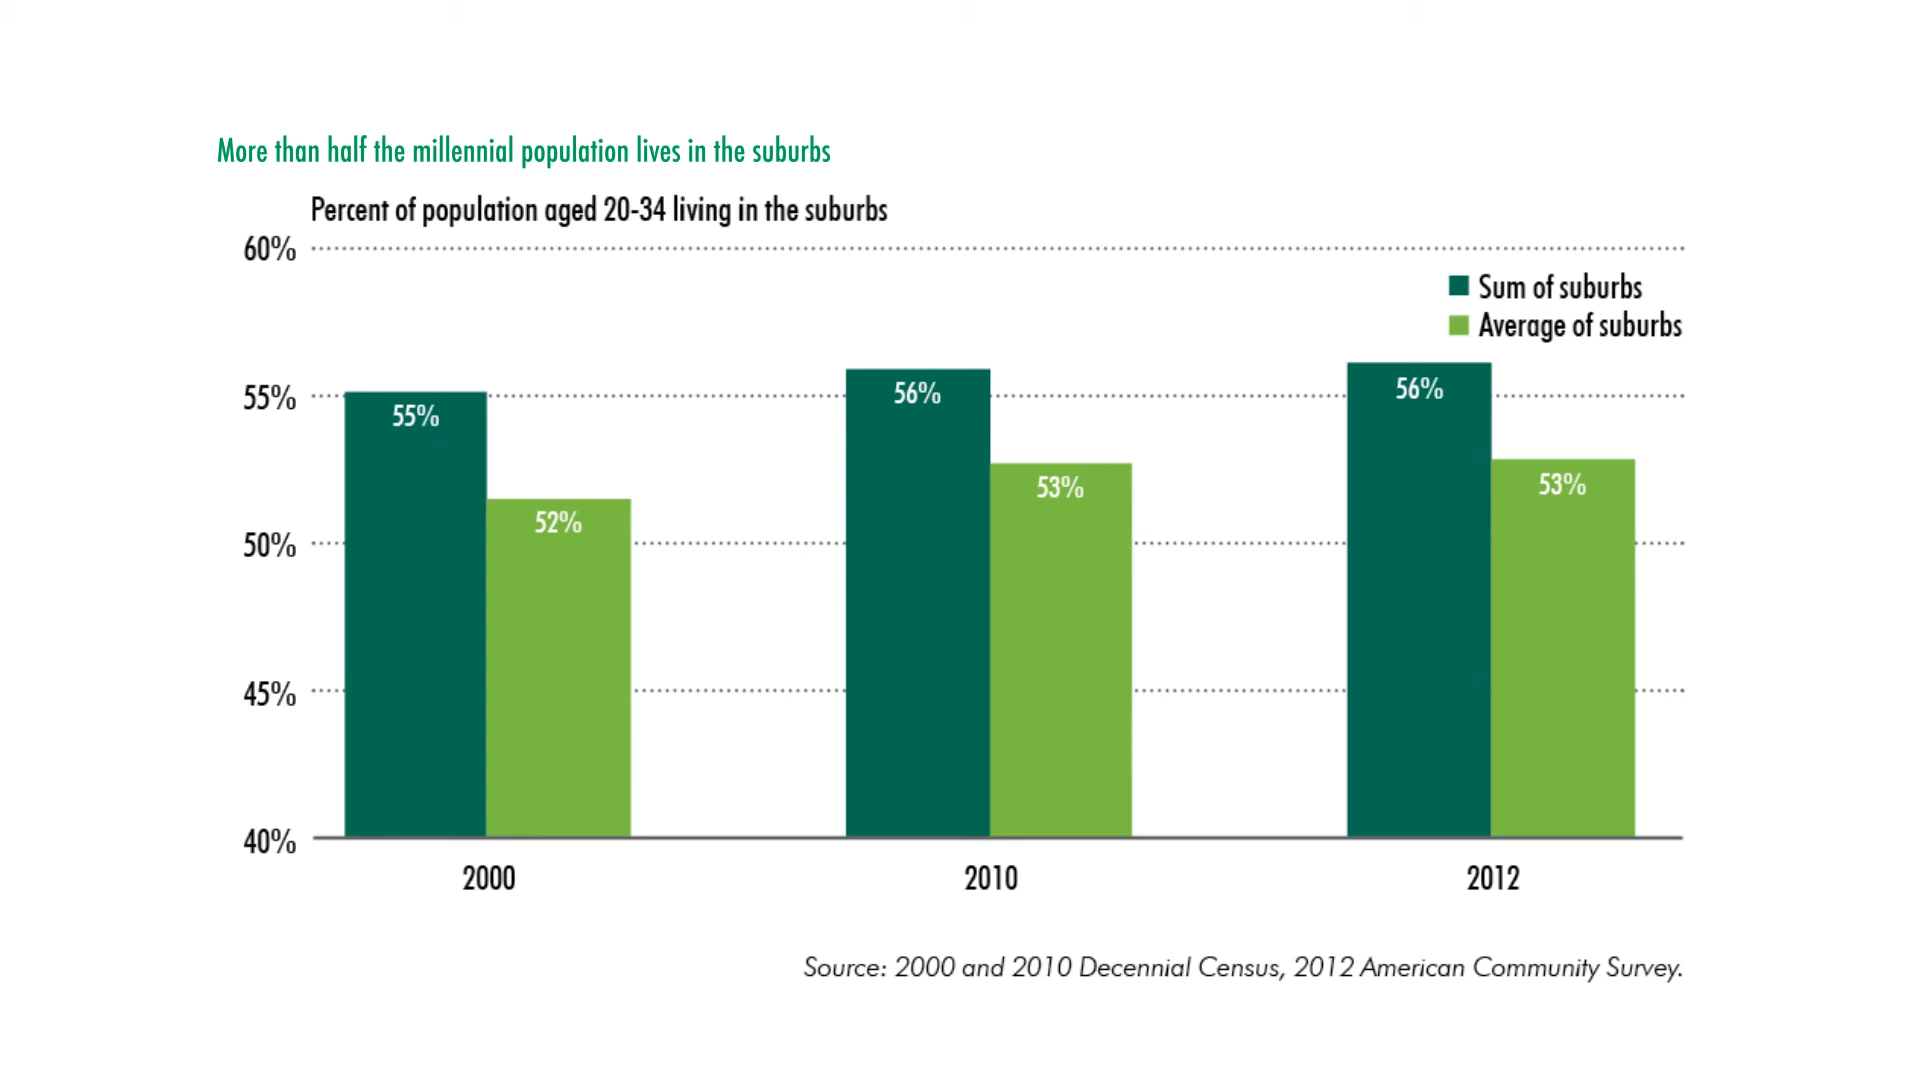 More than half the millennial population lives in the suburbs
Percent of population aged 20-34 living in the suburbs
60%
Sum of suburbs
Average of suburbs
55%
55%
56%
56%
52%
53%
53%
50%
45%
40%
2000
2010
2012
Source: 2000 and 2010 Decennial Census, 2012 American Community Survey.